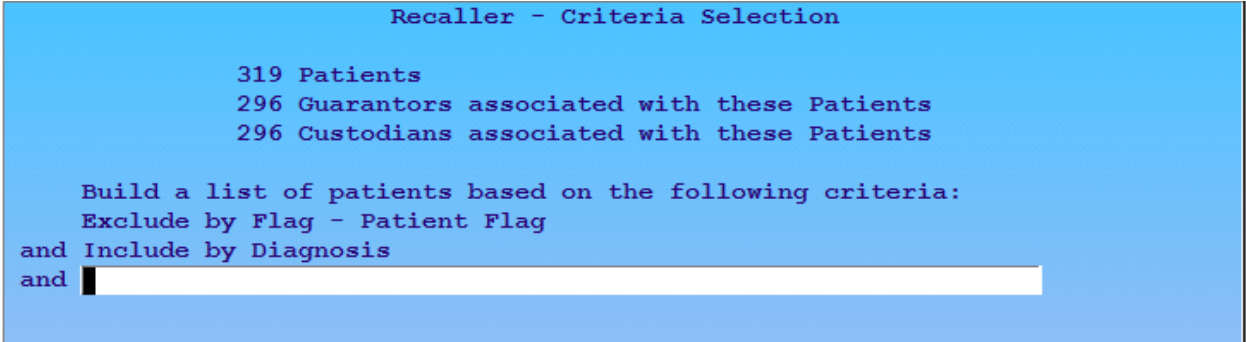 Recaller - Criteria Selection
319 Patients
296 Guarantors associated with these Patients
296 Custodians associated with these Patients
Build a list of patients based on the following criteria:
Exclude by Flag - Patient Flag
and Include by Diagnosis
and